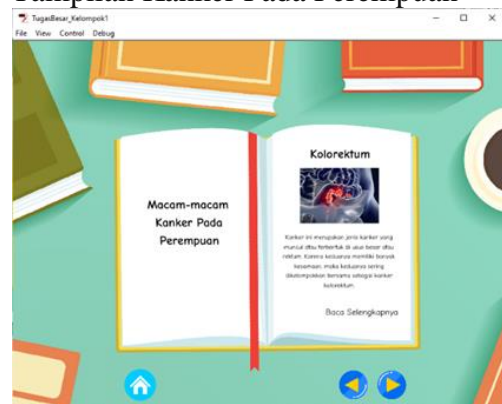 Tampilan Kanker Pada Perempuan
TugasBesar_Kelompok1
File View Control Debug
Macam-macam
Kanker Pada
Perempuan
Kolorektum
Kanker ini merupakan jenis kanker yang
muncul atau terbentuk di usus besar atau
rektum. Karena keduanya memiliki banyak
kesamaan, maka keduanya sering
dikelompokkan bersama sebagai kanker
kolorektum.
Baca Selengkapnya